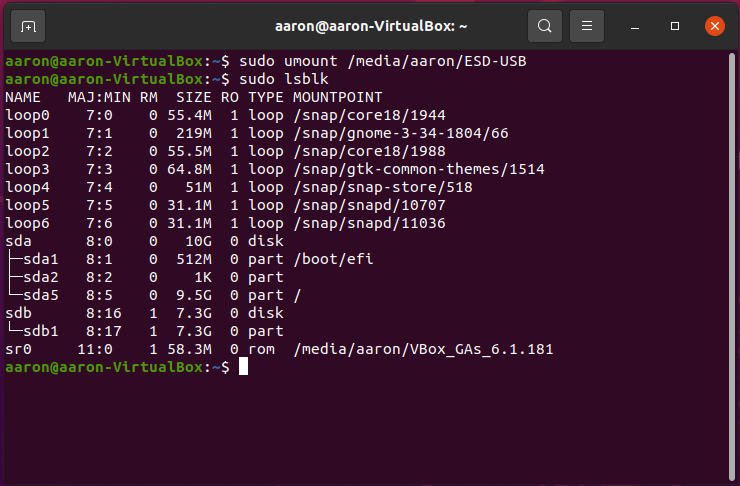 aaron@aaron-VirtualBox: ~
aaron@aaron-VirtualBox:~$ sudo umount /media/aaron/ESD-USB
aaron@aaron-VirtualBox:~$ sudo lsblk
NAME   MAJ:MIN RM  SIZE RO TYPE MOUNTPOINT
loop0    7:0    0 55.4M  1 loop /snap/core18/1944
loop1    7:1    0  219M  1 loop /snap/gnome-3-34-1804/66
loop2    7:2    0 55.5M  1 loop /snap/core18/1988
loop3    7:3    0 64.8M  1 loop /snap/gtk-common-themes/1514
loop4    7:4    0   51M  1 loop /snap/snap-store/518
loop5    7:5    0 31.1M  1 loop /snap/snapd/10707
loop6    7:6    0 31.1M  1 loop /snap/snapd/11036
sda      8:0    0   10G  0 disk
├─sda1   8:1    0  512M  0 part /boot/efi
├─sda2   8:2    0    1K  0 part
└─sda5   8:5    0  9.5G  0 part /
sdb      8:16   1  7.3G  0 disk
└─sdb1   8:17   1  7.3G  0 part
sr0     11:0    1 58.3M  0 rom  /media/aaron/VBox_GAs_6.1.181
aaron@aaron-VirtualBox:~$